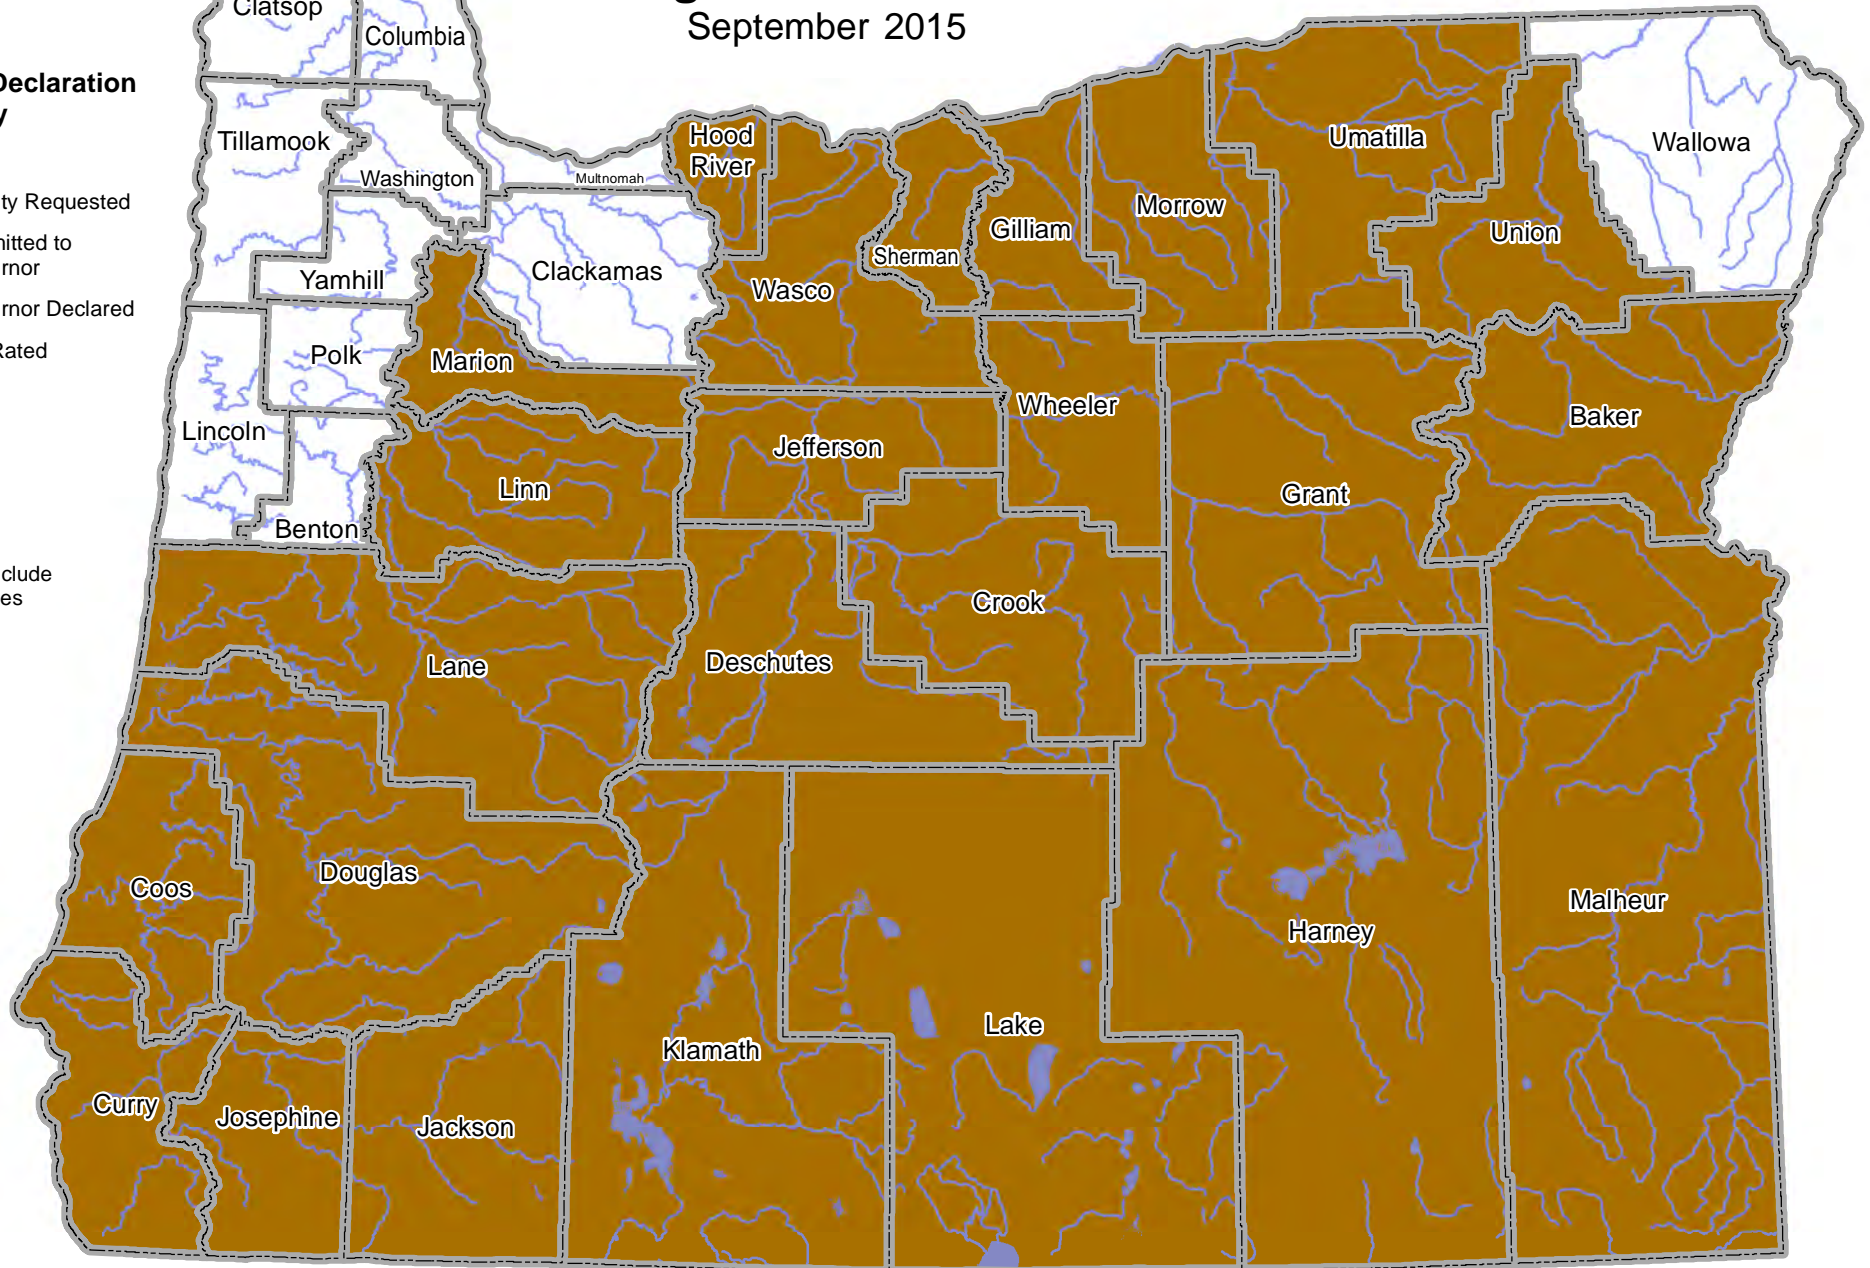 September 2015
Declaration
y
ty Requested
nitted to
rnor
rnor Declared
Rated
clude
es
Clatsop
Columbia
Tillamook
Washington
Multnomah
Hood
River
Umatilla
Wallowa
Morrow
Gilliam
Sherman
Union
Yamhill
Clackamas
Wasco
Polk
Marion
Wheeler
Baker
Lincoln
Jefferson
Linn
Grant
Benton
Crook
Lane
Deschutes
Douglas
Coos
Malheur
Harney
Lake
Klamath
Curry
Josephine
Jackson